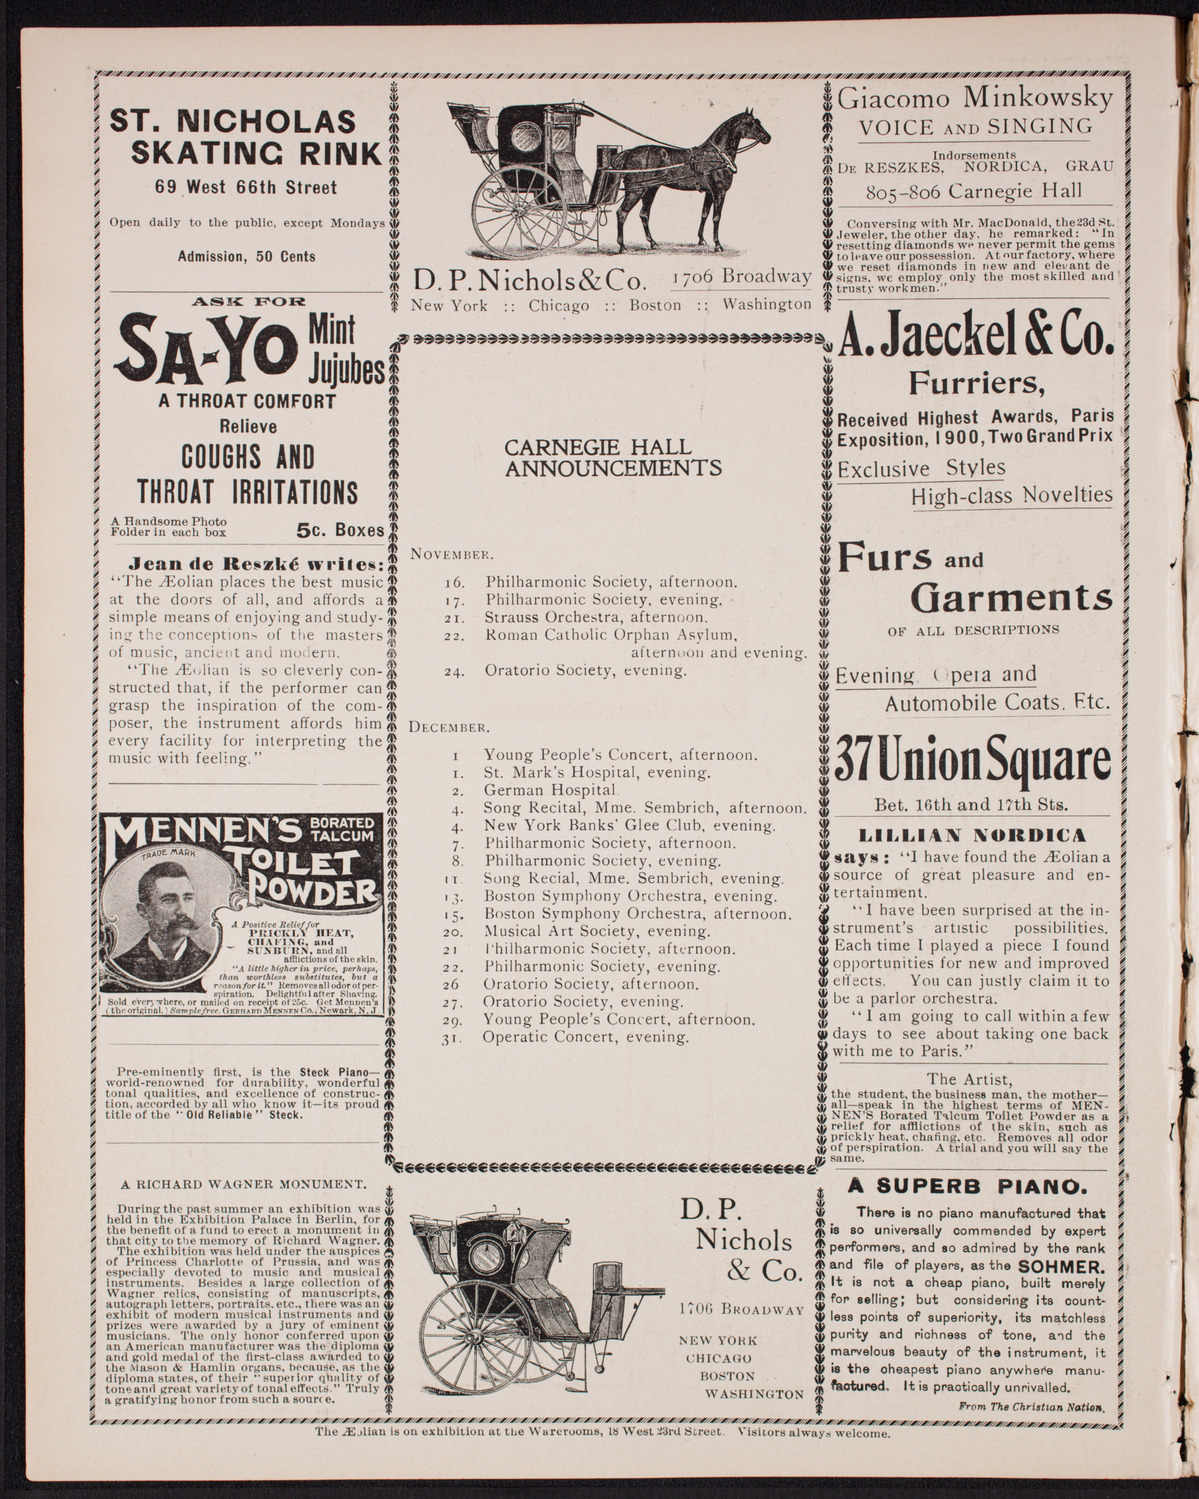 ST. NICHOLAS
SKATING RINK
69 West 66th Street
Open daily to the public, except Mondays
Admission, 50 Cents
ASK FOR
SA-YO Mint
Jujubes
A THROAT COMFORT
Relieve
COUGHS AND
THROAT IRRITATIONS
A Handsome Photo
Folder in each box
5c. Boxes
Jean de Reszké writes:
"The Æolian places the best music
at the doors of all, and affords a
simple means of enjoying and study-
ing the conceptions of the masters
of music, ancient and modern.
"The Æolian is so cleverly con-
structed that, if the performer can
grasp the inspiration of the com-
poser, the instrument affords him
every facility for interpreting the
music with feeling."
MENNEN'S BORATED
TALCUM
TOILET
POWDER
TRADE MARK
A Positive Relief for
PRICKLY HEAT,
CHAFING, and
SUNBURN, and all
afflictions of the skin.
"A little higher in price, perhaps,
than worthless substitutes, but a
reason for it." Removes all odor of per-
spiration. Delightful after Shaving.
Sold everywhere, or mailed on receipt of 25c. Get Mennen's
(the original.) Sample free. GERHARD MENNEN CO., Newark, N. J
Pre-eminently first, is the Steck Piano—
world-renowned for durability, wonderful
tonal qualities, and excellence of construc-
tion, accorded by all who know it—its proud
title of the "Old Reliable" Steck.
A RICHARD WAGNER MONUMENT.
During the past summer an exhibition was
held in the Exhibition Palace in Berlin, for
the benefit of a fund to erect a monument in
that city to the memory of Richard Wagner.
The exhibition was held under the auspices
of Princess Charlotte of Prussia, and was
especially devoted to music and musical
instruments. Besides a large collection of
Wagner relics, consisting of manuscripts,
autograph letters, portraits, etc., there was an
exhibit of modern musical instruments and
prizes were awarded by a jury of eminent
musicians. The only honor conferred upon
an American manufacturer was the diploma
and gold medal of the first-class awarded to
the Mason & Hamlin organs, because, as the
diploma states, of their "superior quality of
tone and great variety of tonal effects." Truly
a gratifying honor from such a source.
D. P. Nichols & Co. 1706 Broadway
New York :: Chicago :: Boston :: Washington
CARNEGIE HALL
ANNOUNCEMENTS
NOVEMBER.
16. Philharmonic Society, afternoon.
17. Philharmonic Society, evening.
21. Strauss Orchestra, afternoon.
22. Roman Catholic Orphan Asylum,
afternoon and evening.
24. Oratorio Society, evening.
DECEMBER.
1 Young People's Concert, afternoon.
1. St. Mark's Hospital, evening.
2. German Hospital.
4. Song Recital, Mme. Sembrich, afternoon.
4. New York Banks' Glee Club, evening.
7. Philharmonic Society, afternoon.
8. Philharmonic Society, evening.
11. Song Recial, Mme. Sembrich, evening.
13. Boston Symphony Orchestra, evening.
15. Boston Symphony Orchestra, afternoon.
20. Musical Art Society, evening.
21 Philharmonic Society, afternoon.
22. Philharmonic Society, evening.
26 Oratorio Society, afternoon.
27. Oratorio Society, evening.
29. Young People's Concert, afternoon.
31. Operatic Concert, evening.
D. P.
Nichols
& Co.
1706 BROADWAY
NEW YORK
CHICAGO
BOSTON
WASHINGTON
Giacomo Minkowsky
VOICE AND SINGING
Indorsements
DE RESZKES, NORDICA, GRAU
805-806 Carnegie Hall
Conversing with Mr. MacDonald, the 23d St.
Jeweler, the other day, he remarked: "In
resetting diamonds we never permit the gems
to leave our possession. At our factory, where
we reset diamonds in new and elegant de
signs, we employ only the most skilled and
trusty workmen."
A. Jaeckel & Co.
Furriers,
Received Highest Awards, Paris
Exposition, 1900, Two Grand Prix
Exclusive Styles
High-class Novelties
Furs and
Garments
OF ALL DESCRIPTIONS
Evening, Opera and
Automobile Coats, Etc.
37 Union Square
Bet. 16th and 17th Sts.
LILLIAN NORDICA
says: "I have found the Æolian a
source of great pleasure and en-
tertainment.
"I have been surprised at the in-
strument's artistic possibilities.
Each time I played a piece I found
opportunities for new and improved
effects. You can justly claim it to
be a parlor orchestra.
"I am going to call within a few
days to see about taking one back
with me to Paris."
The Artist,
the student, the business man, the mother—
all—speak in the highest terms of MEN-
NEN'S Borated Talcum Toilet Powder as a
relief for afflictions of the skin, such as
prickly heat, chafing, etc. Removes all odor
of perspiration. A trial and you will say the
same.
A SUPERB PIANO.
There is no piano manufactured that
is so universally commended by expert
performers, and so admired by the rank
and file of players, as the SOHMER.
It is not a cheap piano, built merely
for selling; but considering its count-
less points of superiority, its matchless
purity and richness of tone, and the
marvelous beauty of the instrument, it
is the cheapest piano anywhere manu-
factured. It is practically unrivalled.
From The Christian Nation.
The Æolian is on exhibition at the Warerooms, 18 West 23rd Street. Visitors always welcome.